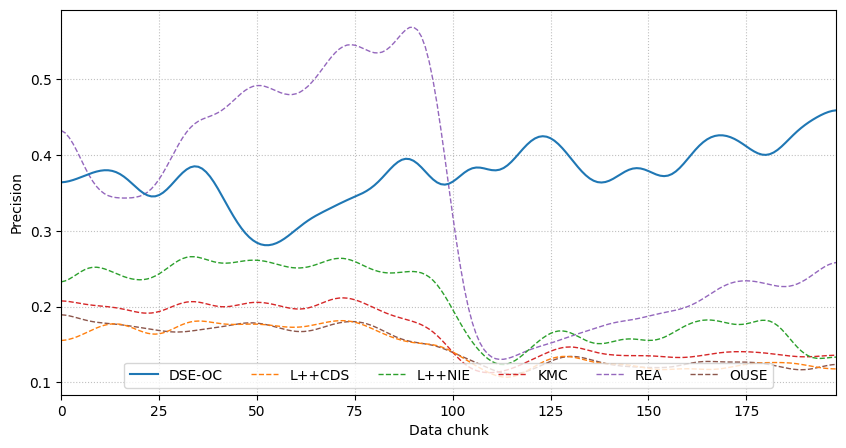 Precision
0.5
0.4
0.3
0.2
0.1
DSE-OC L++CDS L++NIE KMC REA OUSE
0 25 50 75 100 125 150 175
Data chunk